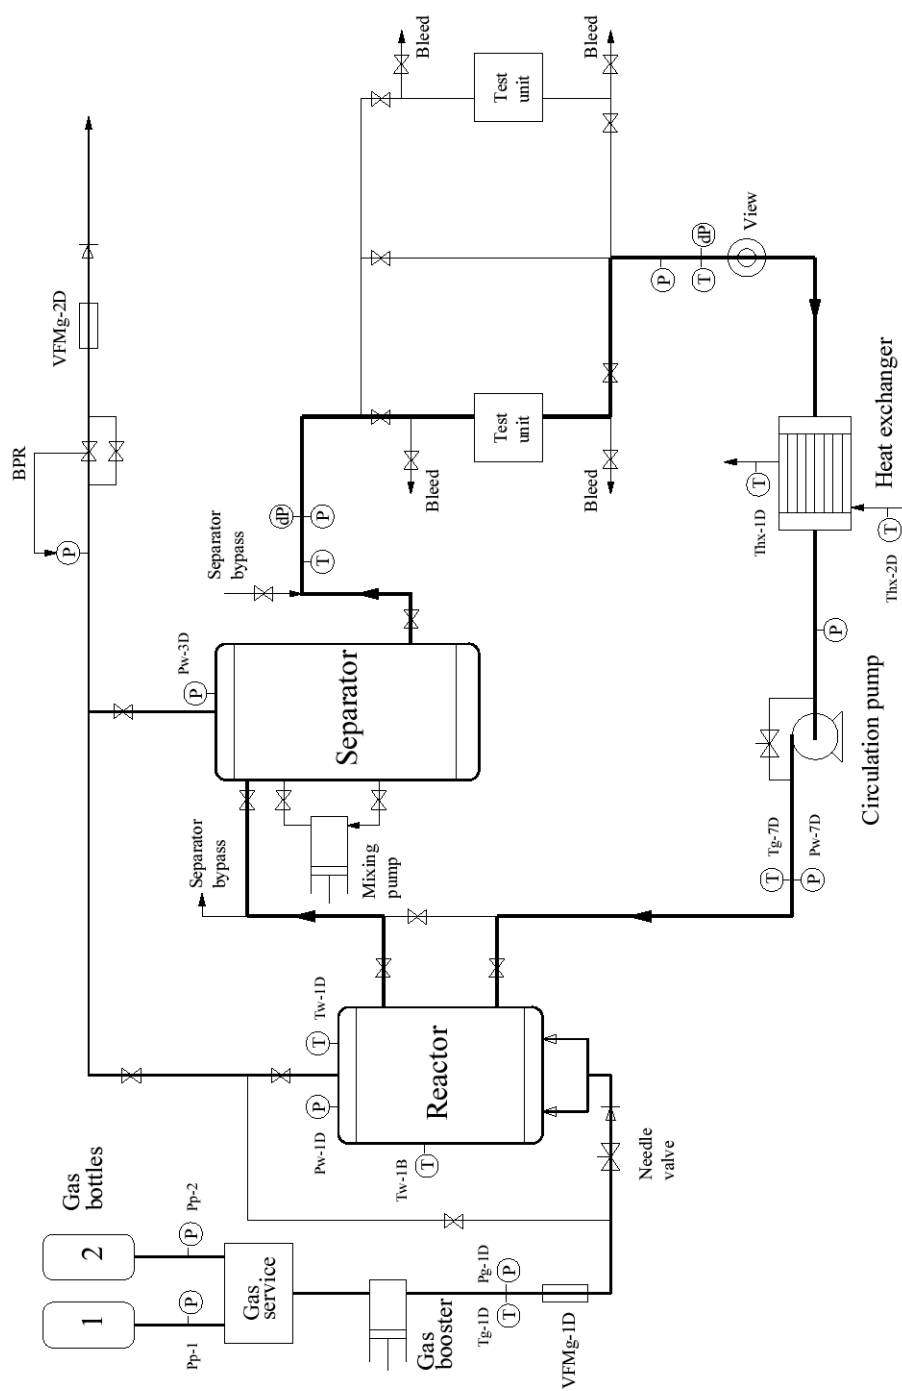 Gas
bottles
1
2
Pp-1
Pp-2
P
P
Gas
service
Gas
booster
Tg-1D
Pg-1D
T
P
VFMg-1D
Needle
valve
Pw-1D
P
Tw-1D
T
Tw-1B
T
Reactor
Separator
bypass
Mixing
pump
Pw-3D
P
Separator
Separator
bypass
BPR
P
VFMg-2D
dP
T
P
Bleed
Test
unit
Bleed
Bleed
Test
unit
Bleed
P
dP
T
View
Heat exchanger
Thx-1D
T
Thx-2D
T
P
Circulation pump
Tg-7D
T
Pw-7D
P